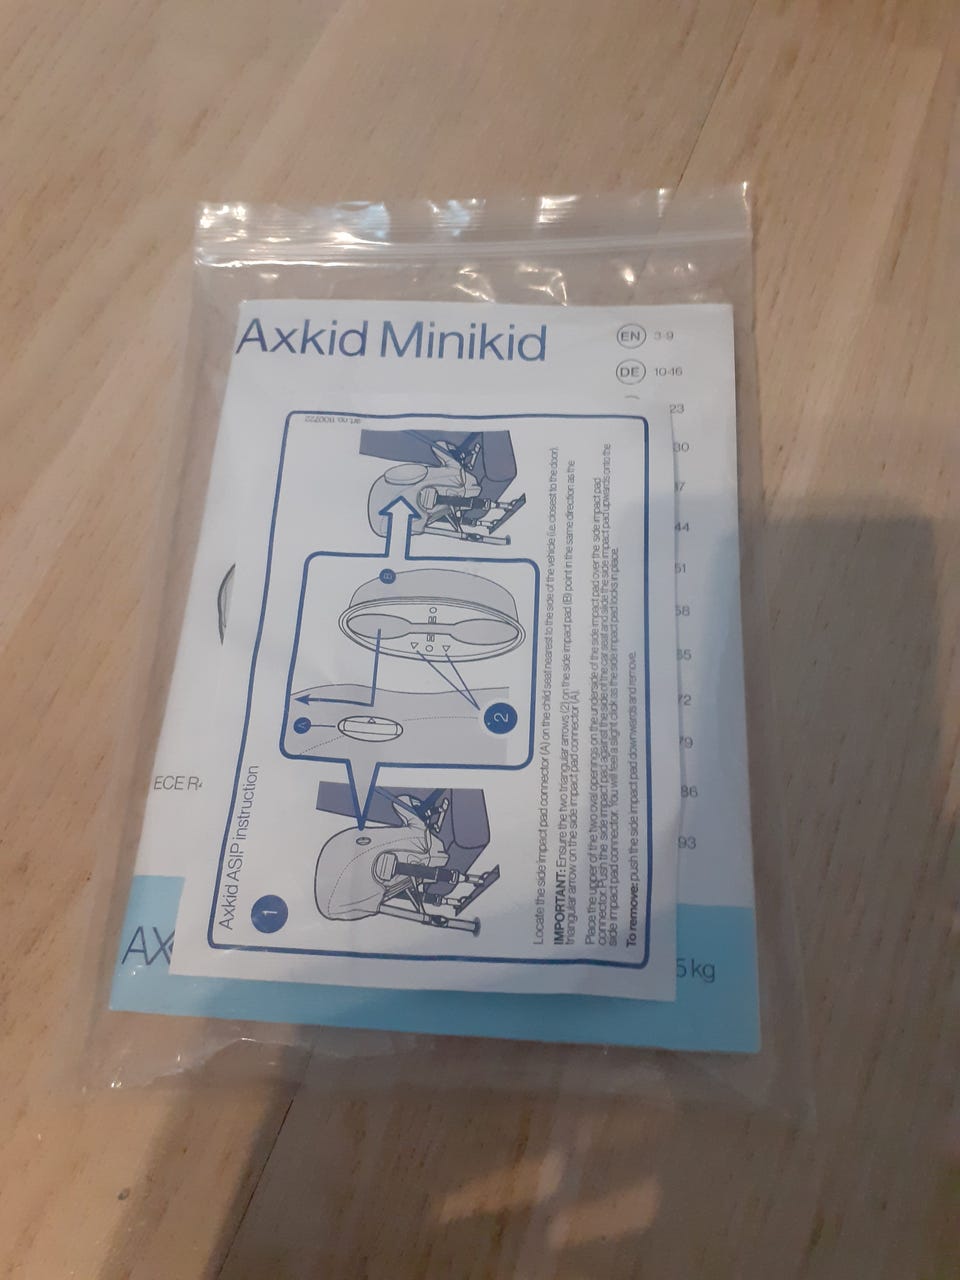 Axkid Minikid
EN 3-9
DE 10-16
23
30
37
44
51
58
65
72
79
86
93
ECE R
AX
5 kg
Axkid ASIP instruction
art. no. 1100722
1
A
B
2
Locate the side impact pad connector (A) on the child seat nearest to the side of the vehicle (i.e. closest to the door).
IMPORTANT: Ensure the two triangular arrows (2) on the side impact pad (B) point in the same direction as the
triangular arrow on the side impact pad connector (A).
Place the upper of the two oval openings on the underside of the side impact pad over the side impact pad
connector. Push the side impact pad against the side of the car seat and slide the side impact pad upwards onto the
side impact pad connector. You will feel a slight click as the side impact pad locks in place.
To remove: push the side impact pad downwards and remove.